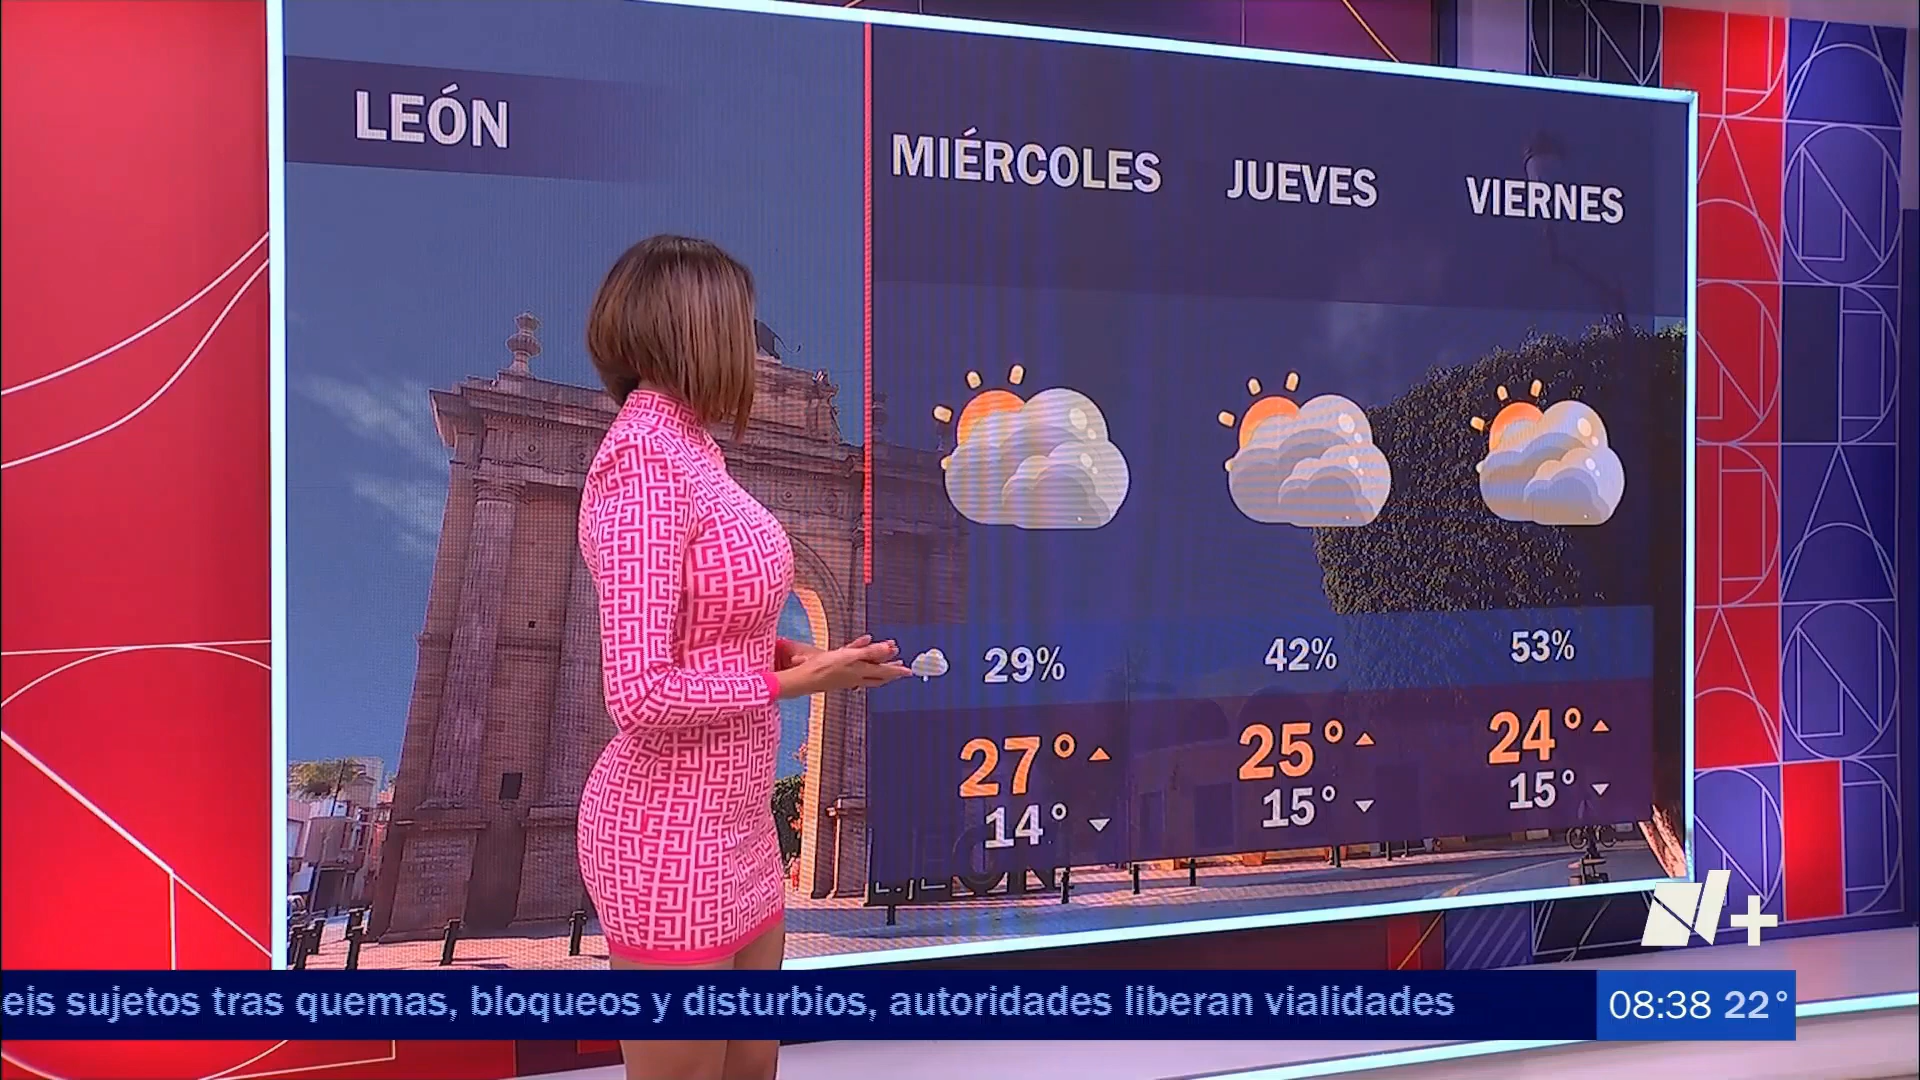 LEÓN
MIÉRCOLES JUEVES VIERNES
29% 42% 53%
27° 25° 24°
14° 15° 15°
LEÓN
N+
eis sujetos tras quemas, bloqueos y disturbios, autoridades liberan vialidades
08:38 22°